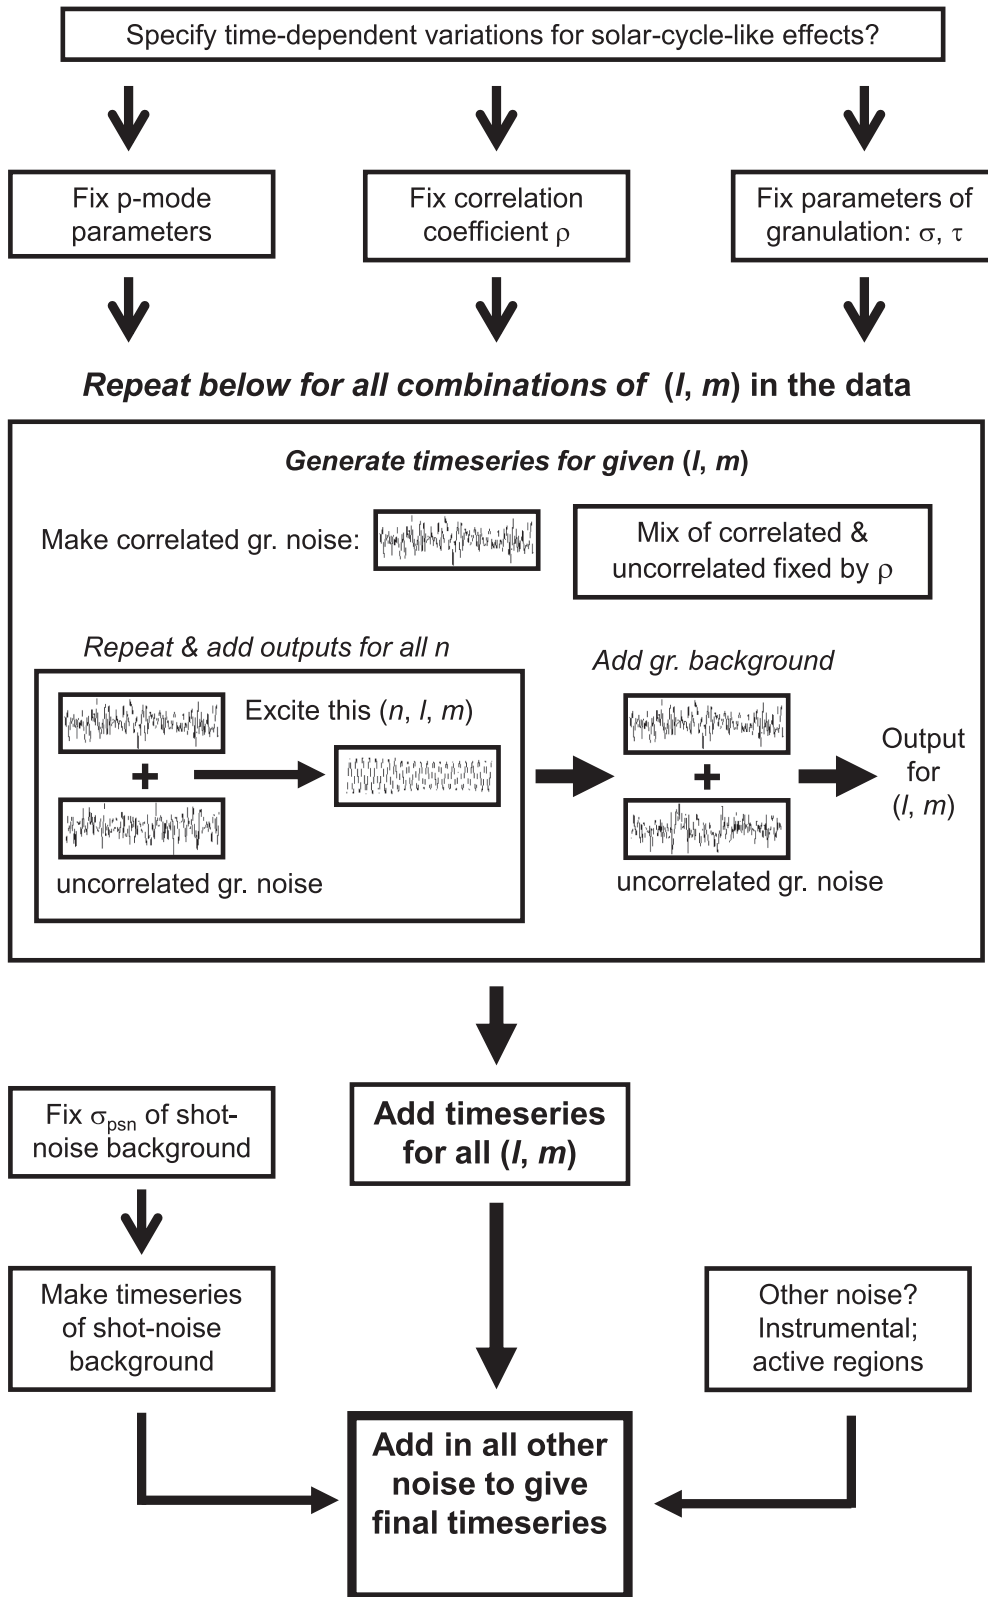 Specify time-dependent variations for solar-cycle-like effects?
Fix p-mode
parameters
Fix correlation
coefficient ρ
Fix parameters of
granulation: σ, τ
Repeat below for all combinations of (l, m) in the data
Generate timeseries for given (l, m)
Make correlated gr. noise:
Mix of correlated &
uncorrelated fixed by ρ
Repeat & add outputs for all n
Excite this (n, l, m)
+
uncorrelated gr. noise
Add gr. background
+
uncorrelated gr. noise
Output
for
(l, m)
Add timeseries
for all (l, m)
Fix σpsn of shot-
noise background
Make timeseries
of shot-noise
background
Other noise?
Instrumental;
active regions
Add in all other
noise to give
final timeseries